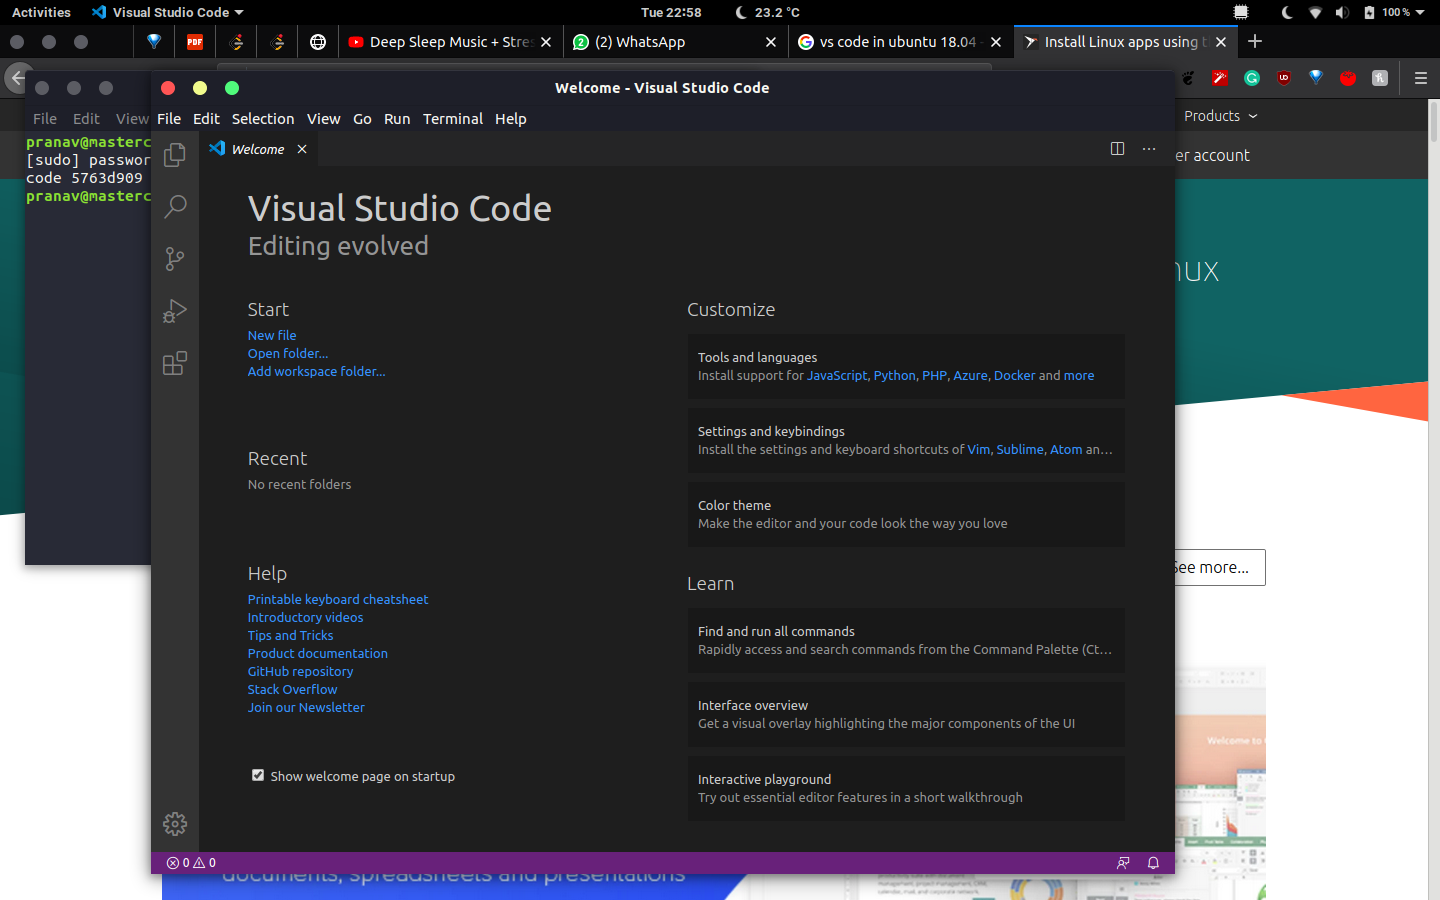 Activities Visual Studio Code Tue 22:58 23.2 °C 100 %
PDF Deep Sleep Music + Stres (2) WhatsApp vs code in ubuntu 18.04 - Install Linux apps using t
Welcome - Visual Studio Code
File Edit View
File Edit Selection View Go Run Terminal Help
Products
pranav@masterc
[sudo] passwor
code 5763d909
pranav@masterc
Welcome
er account
Visual Studio Code
Editing evolved
nux
Start
New file
Open folder...
Add workspace folder...
Recent
No recent folders
Help
Printable keyboard cheatsheet
Introductory videos
Tips and Tricks
Product documentation
GitHub repository
Stack Overflow
Join our Newsletter
Show welcome page on startup
Customize
Tools and languages
Install support for JavaScript, Python, PHP, Azure, Docker and more
Settings and keybindings
Install the settings and keyboard shortcuts of Vim, Sublime, Atom an...
Color theme
Make the editor and your code look the way you love
Learn
Find and run all commands
Rapidly access and search commands from the Command Palette (Ct...
Interface overview
Get a visual overlay highlighting the major components of the UI
Interactive playground
Try out essential editor features in a short walkthrough
See more...
Welcome to
0 0
documents, spreadsheets and presentations